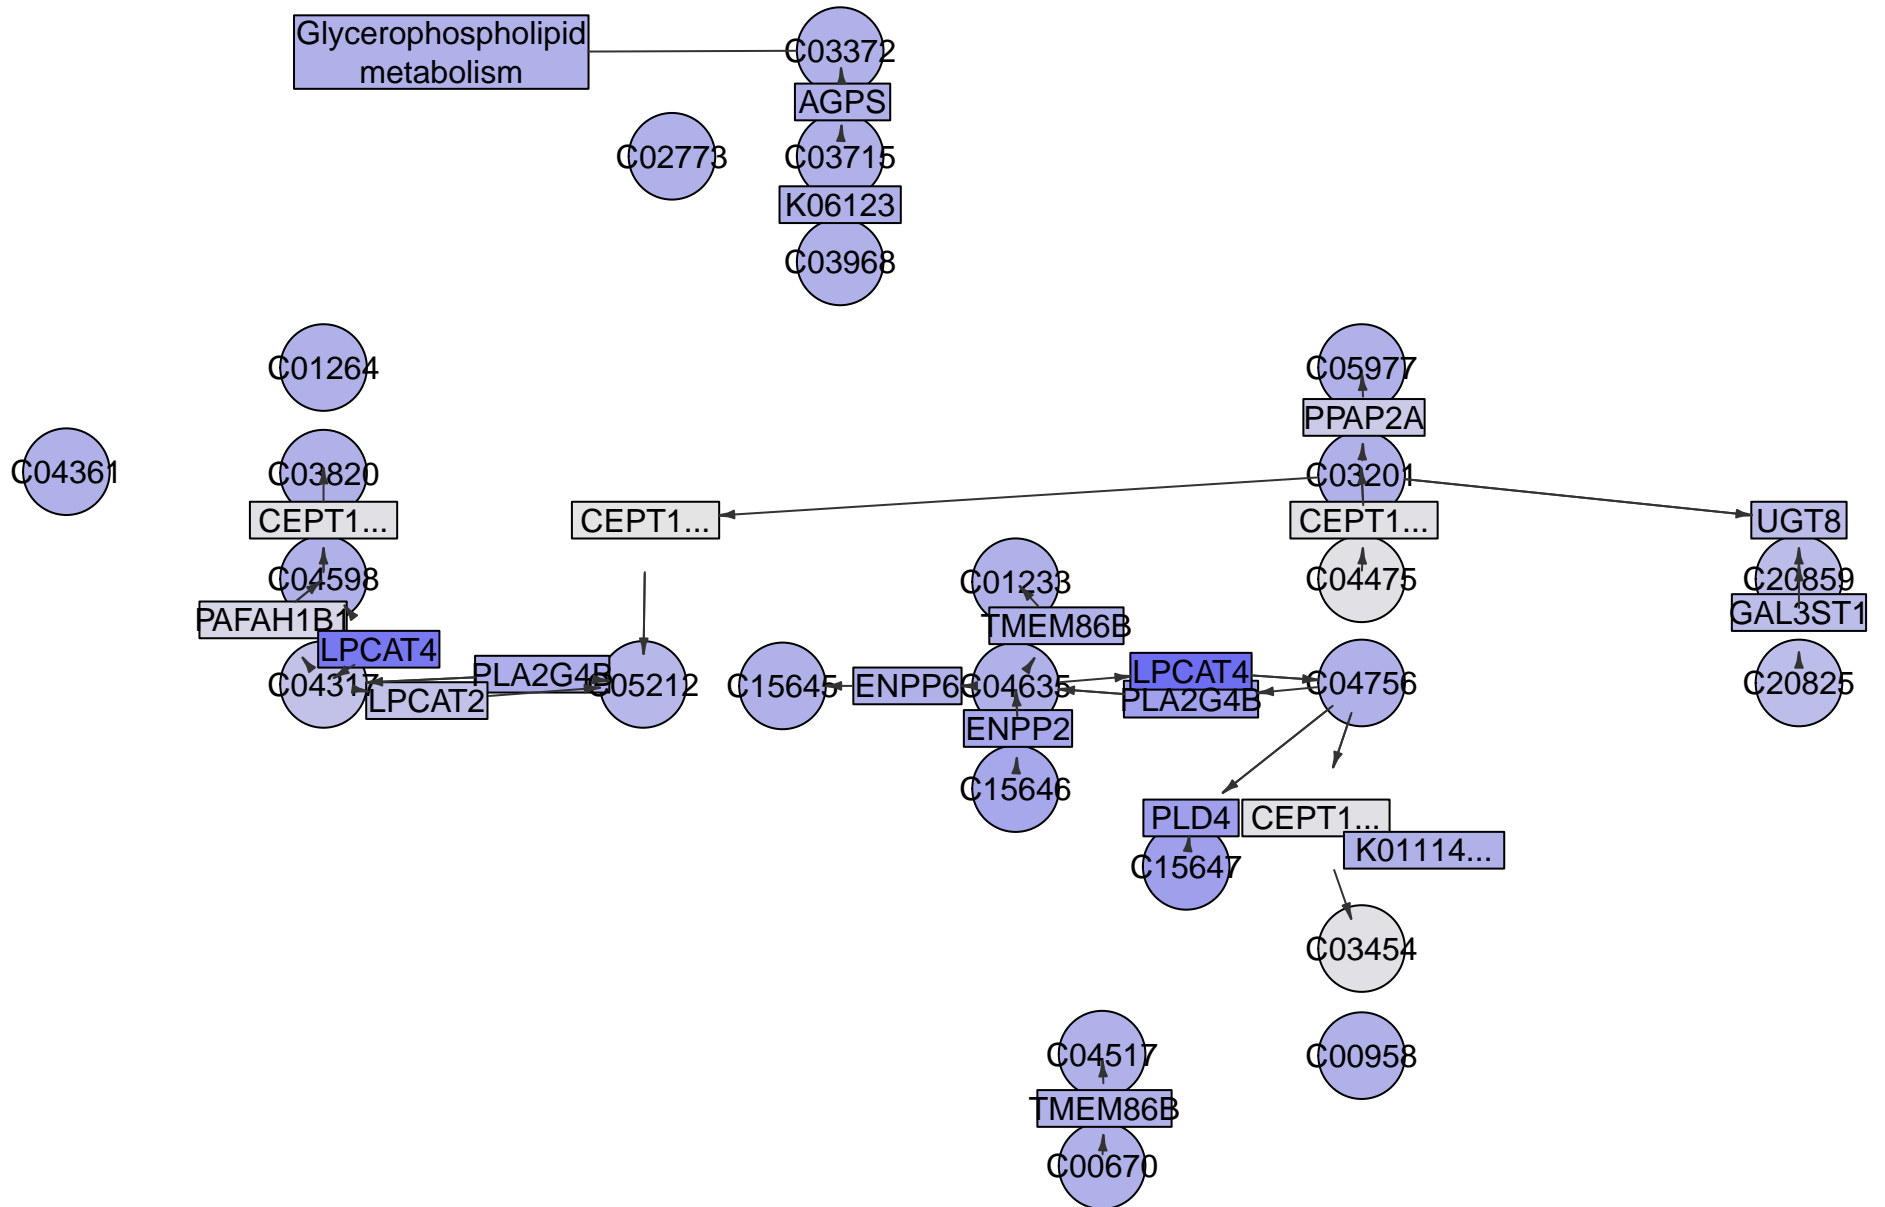 Glycerophospholipid
metabolism
C03372
AGPS
C02773
C03715
K06123
C03968
C01264
C05977
PPAP2A
C04361
C03820
C03201
CEPT1...
CEPT1...
CEPT1...
UGT8
C04598
C01233
C04475
C20859
PAFAH1B1
TMEM86B
GAL3ST1
LPCAT4
C04317
PLA2G4B
LPCAT2
C05212
C15645
ENPP6
C04635
LPCAT4
PLA2G4B
C04756
C20825
ENPP2
C15646
PLD4
CEPT1...
K01114...
C15647
C03454
C04517
C00958
TMEM86B
C00670